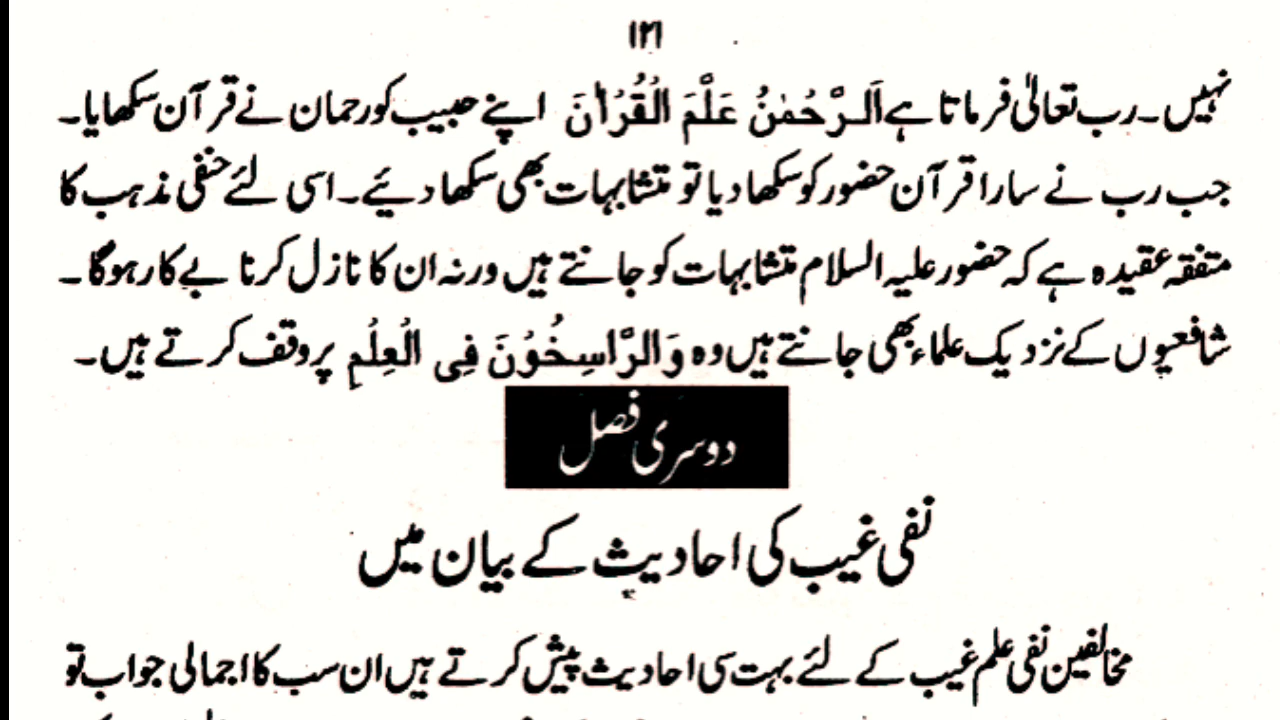 ۱۲۱
نہیں۔ رب تعالٰی فرماتا ہے اَلرَّحْمٰنُ عَلَّمَ الْقُرْاٰنَ اپنے حبیب کو رحمان نے قرآن سکھایا۔
جب رب نے سارا قرآن حضور کو سکھا دیا تو متشابہات بھی سکھا دئیے۔ اسی لئے حنفی مذہب کا
متفقہ عقیدہ ہے کہ حضور علیہ السلام متشابہات کو جانتے ہیں ورنہ ان کا نازل کرنا بے کار ہوگا۔
شافعیوں کے نزدیک علماء بھی جانتے ہیں وہ وَالرَّاسِخُوْنَ فِی الْعِلْمِ پر وقف کرتے ہیں۔
دوسری فصل
نفی غیب کی احادیث کے بیان میں
مخالفین نفی علم غیب کے لئے بہت سی احادیث پیش کرتے ہیں ان سب کا اجمالی جواب تو